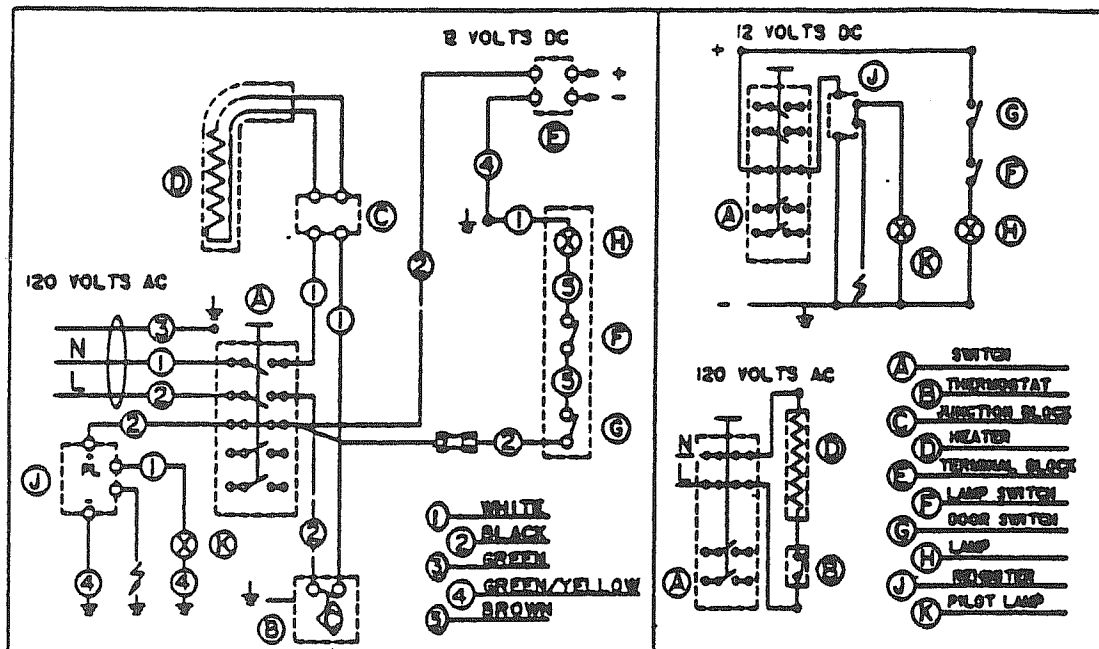 12 VOLTS DC
+
-
E
D
C
4
1
H
2
5
F
5
G
120 VOLTS AC
A
3
N
1
L
2
1
1
2
2
J
1
K
4
4
2
B
1 WHITE
2 BLACK
3 GREEN
4 GREEN/YELLOW
5 BROWN
12 VOLTS DC
+
J
G
F
A
K
H
-
120 VOLTS AC
N
L
D
A
B
A SWITCH
B THERMOSTAT
C JUNCTION BLOCK
D HEATER
E TERMINAL BLOCK
F LAMP SWITCH
G DOOR SWITCH
H LAMP
J REIGNITER
K PILOT LAMP